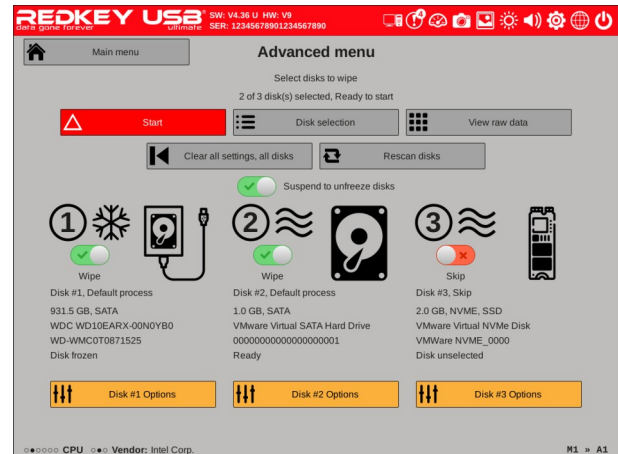 REDKEY USB®
data gone forever
ultimate
SW: V4.36 U HW: V9
SER: 12345678901234567890
Main menu
Advanced menu
Select disks to wipe
2 of 3 disk(s) selected, Ready to start
Start
Disk selection
View raw data
Clear all settings, all disks
Rescan disks
Suspend to unfreeze disks
1
2
3
Wipe
Wipe
Skip
Disk #1, Default process
Disk #2, Default process
Disk #3, Skip
931.5 GB, SATA
1.0 GB, SATA
2.0 GB, NVME, SSD
WDC WD10EARX-00N0YB0
VMware Virtual SATA Hard Drive
VMware Virtual NVMe Disk
WD-WMC0T0871525
00000000000000000001
VMWare NVME_0000
Disk frozen
Ready
Disk unselected
Disk #1 Options
Disk #2 Options
Disk #3 Options
CPU Vendor: Intel Corp.
M1 » A1